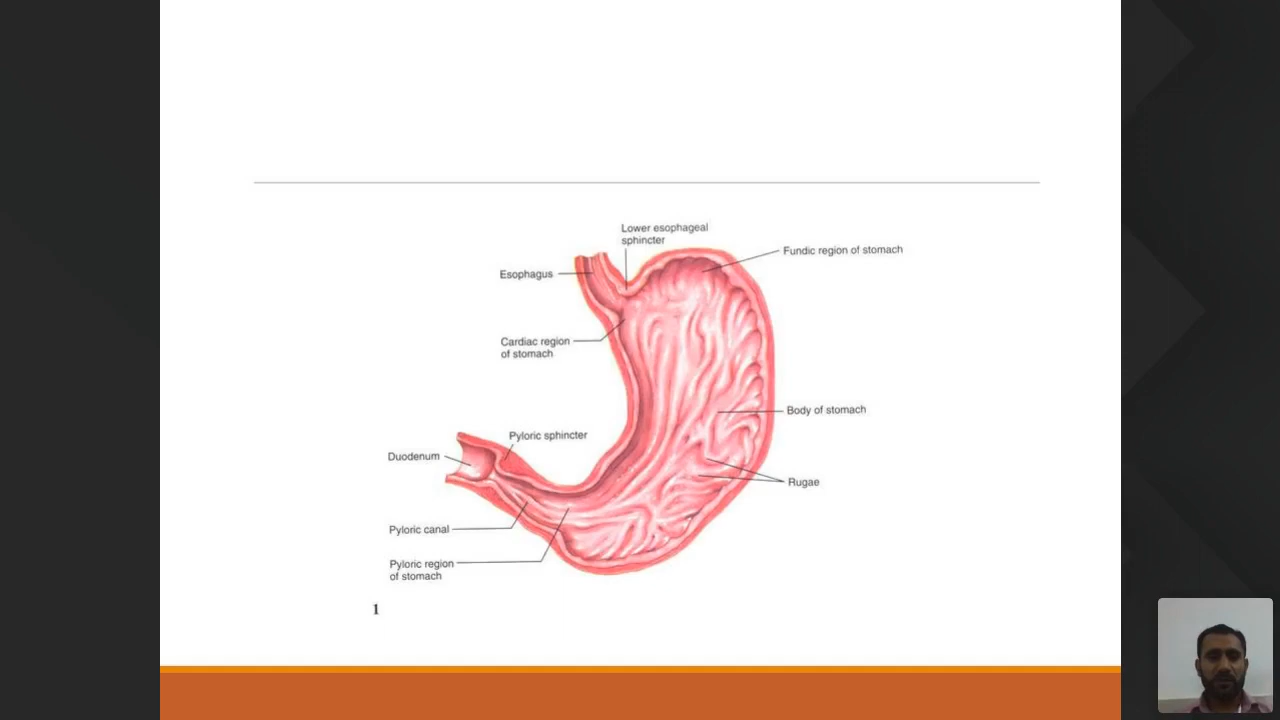 Lower esophageal
sphincter
Fundic region of stomach
Esophagus
Cardiac region
of stomach
Body of stomach
Pyloric sphincter
Duodenum
Rugae
Pyloric canal
Pyloric region
of stomach
1